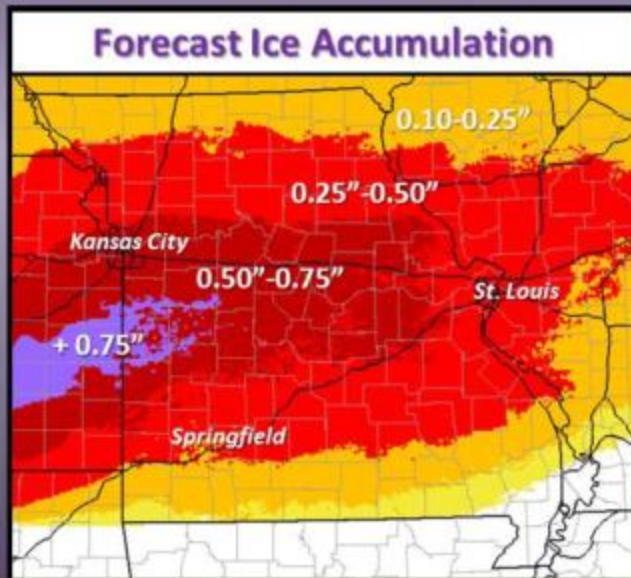 Forecast Ice Accumulation
0.10-0.25”
0.25”-0.50”
Kansas City
0.50”-0.75”
St. Louis
+ 0.75”
Springfield